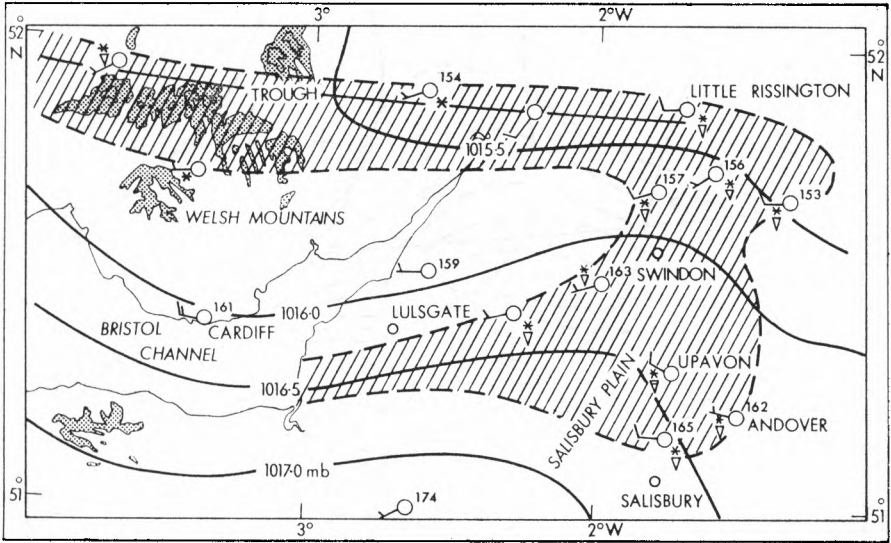 3°
2°W
52
N
52
N
154
TROUGH
LITTLE RISSINGTON
1015·5
156
157
153
WELSH MOUNTAINS
159
SWINDON
163
161
1016·0
LULSGATE
CARDIFF
BRISTOL
CHANNEL
UPAVON
1016·5
SALISBURY PLAIN
162
ANDOVER
165
1017·0 mb
174
SALISBURY
51
51
N
3°
2°W